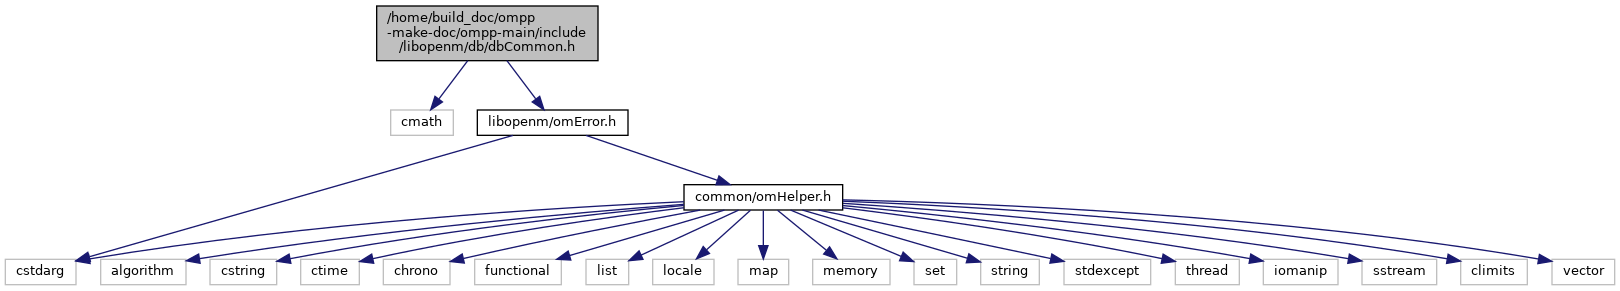 /home/build_doc/ompp
-make-doc/ompp-main/include
/libopenm/db/dbCommon.h
cmath
libopenm/omError.h
common/omHelper.h
cstdarg
algorithm
cstring
ctime
chrono
functional
list
locale
map
memory
set
string
stdexcept
thread
iomanip
sstream
climits
vector